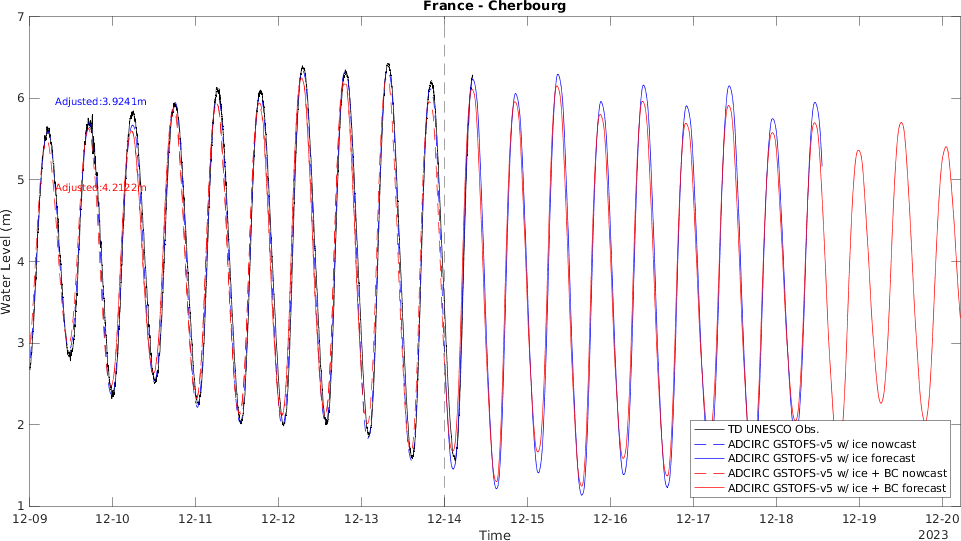 France - Cherbourg
7
6
5
4
3
2
1
Water Level (m)
Adjusted:3.9241m
Adjusted:4.2122m
TD UNESCO Obs.
ADCIRC GSTOFS-v5 w/ ice nowcast
ADCIRC GSTOFS-v5 w/ ice forecast
ADCIRC GSTOFS-v5 w/ ice + BC nowcast
ADCIRC GSTOFS-v5 w/ ice + BC forecast
12-09 12-10 12-11 12-12 12-13 12-14 12-15 12-16 12-17 12-18 12-19 12-20
Time
2023